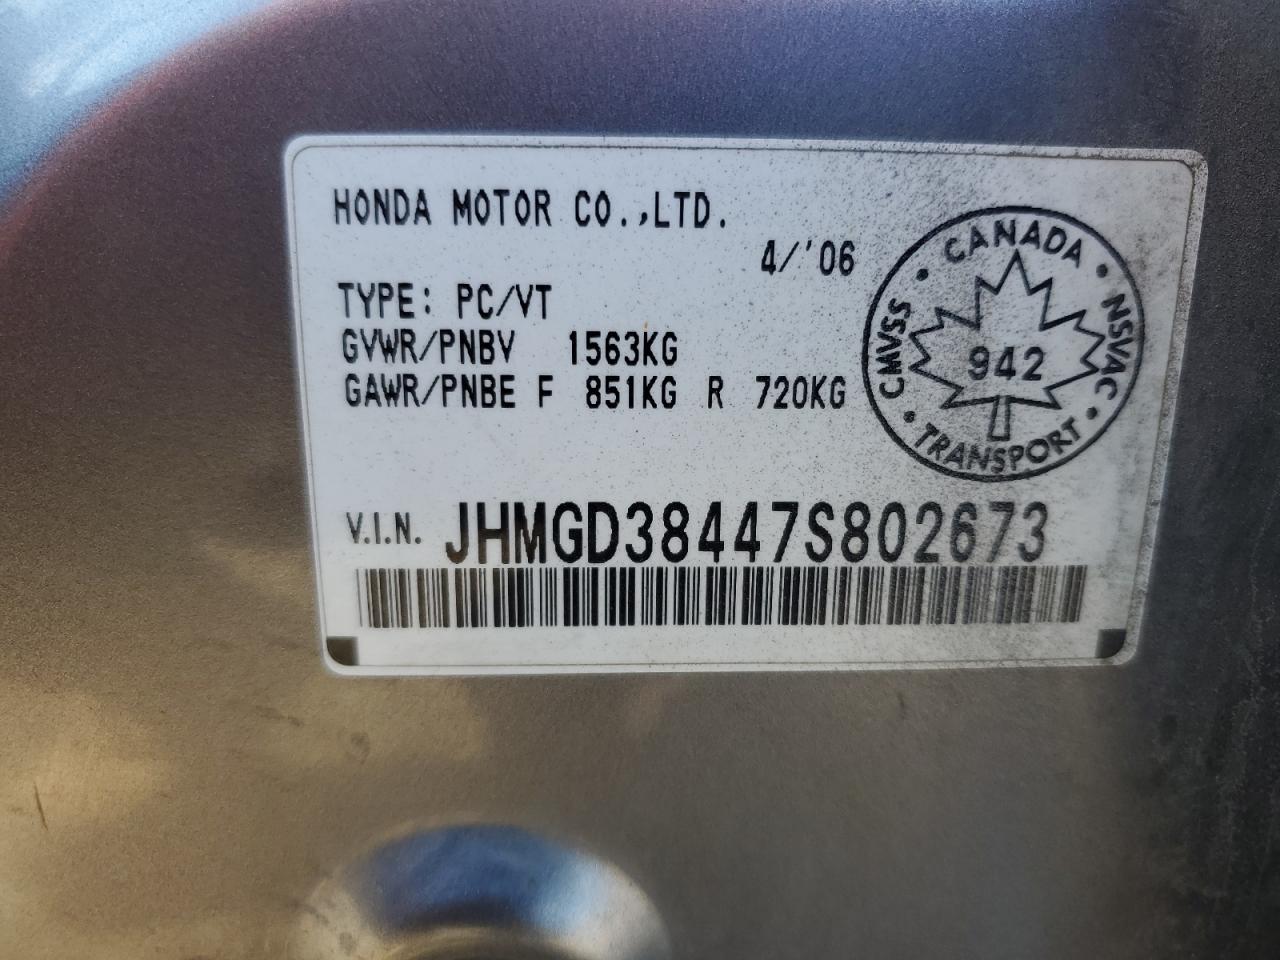 HONDA MOTOR CO.,LTD.
4/'06
TYPE: PC/VT
GVWR/PNBV 1563KG
GAWR/PNBE F 851KG R 720KG
CANADA • NSVAC • TRANSPORT • CMVSS •
942
V.I.N. JHMGD38447S802673